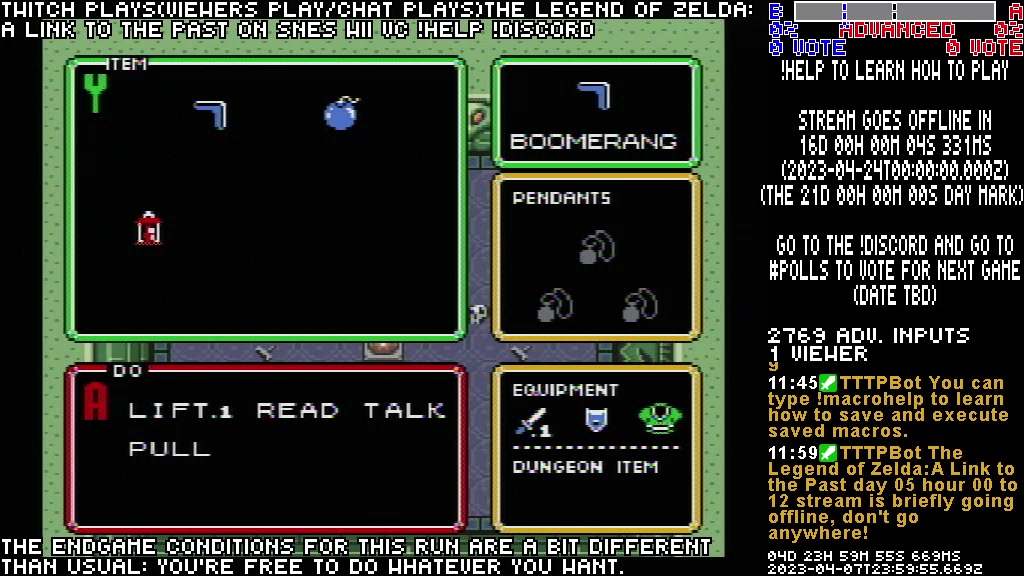 TWITCH PLAYS(VIEWERS PLAY/CHAT PLAYS)THE LEGEND OF ZELDA:
A LINK TO THE PAST ON SNES WII VC !HELP !DISCORD
ITEM
Y
BOOMERANG
PENDANTS
DO
A
LIFT.1 READ TALK
PULL
EQUIPMENT
1
DUNGEON ITEM
THE ENDGAME CONDITIONS FOR THIS RUN ARE A BIT DIFFERENT
THAN USUAL: YOU'RE FREE TO DO WHATEVER YOU WANT.
B A
0% ADVANCED 0%
0 VOTE 0 VOTE
!HELP TO LEARN HOW TO PLAY
STREAM GOES OFFLINE IN
16D 00H 00M 04S 331MS
(2023-04-24T00:00:00.000Z)
(THE 21D 00H 00M 00S DAY MARK)
GO TO THE !DISCORD AND GO TO
#POLLS TO VOTE FOR NEXT GAME
(DATE TBD)
2769 ADV. INPUTS
1 VIEWER
11:45 TTTPBot You can
type !macrohelp to learn
how to save and execute
saved macros.
11:59 TTTPBot The
Legend of Zelda:A Link to
the Past day 05 hour 00 to
12 stream is briefly going
offline, don't go
anywhere!
04D 23H 59M 55S 669MS
2023-04-07T23:59:55.669Z